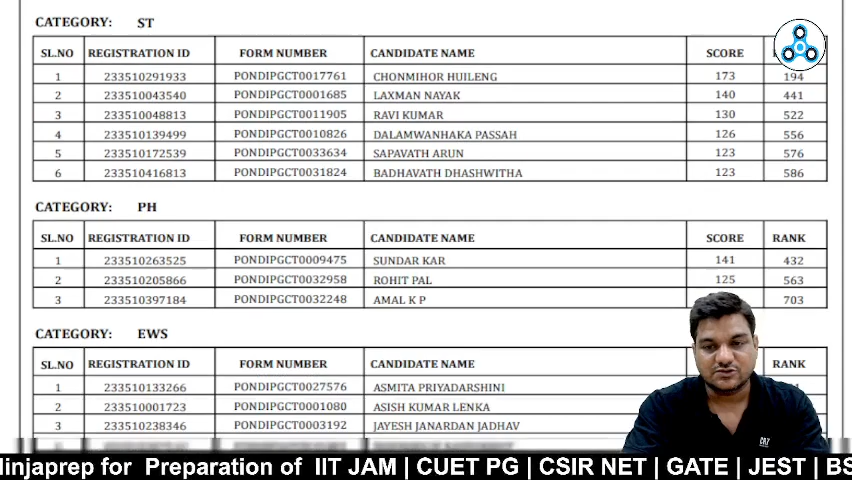 CATEGORY: ST
SL.NO REGISTRATION ID FORM NUMBER CANDIDATE NAME SCORE
1 233510291933 PONDIPGCT0017761 CHONMIHOR HUILENG 173 194
2 233510043540 PONDIPGCT0001685 LAXMAN NAYAK 140 441
3 233510048813 PONDIPGCT0011905 RAVI KUMAR 130 522
4 233510139499 PONDIPGCT0010826 DALAMWANHAKA PASSAH 126 556
5 233510172539 PONDIPGCT0033634 SAPAVATH ARUN 123 576
6 233510416813 PONDIPGCT0031824 BADHAVATH DHASHWITHA 123 586
CATEGORY: PH
SL.NO REGISTRATION ID FORM NUMBER CANDIDATE NAME SCORE RANK
1 233510263525 PONDIPGCT0009475 SUNDAR KAR 141 432
2 233510205866 PONDIPGCT0032958 ROHIT PAL 125 563
3 233510397184 PONDIPGCT0032248 AMAL K P 703
CATEGORY: EWS
SL.NO REGISTRATION ID FORM NUMBER CANDIDATE NAME RANK
1 233510133266 PONDIPGCT0027576 ASMITA PRIYADARSHINI
2 233510001723 PONDIPGCT0001080 ASISH KUMAR LENKA
3 233510238346 PONDIPGCT0003192 JAYESH JANARDAN JADHAV
Ninjaprep for Preparation of IIT JAM | CUET PG | CSIR NET | GATE | JEST | BS